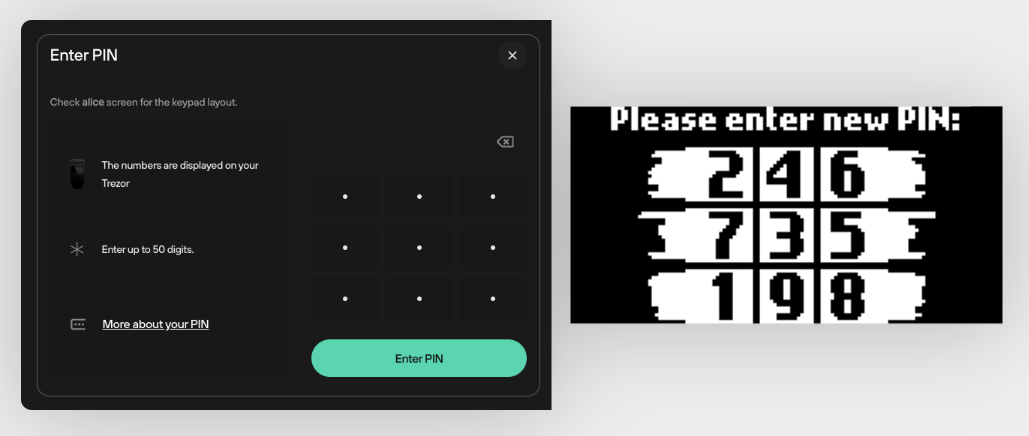 Enter PIN
Check alice screen for the keypad layout.
The numbers are displayed on your
Trezor
Enter up to 50 digits.
More about your PIN
Enter PIN
Please enter new PIN:
2 4 6
7 3 5
1 9 8